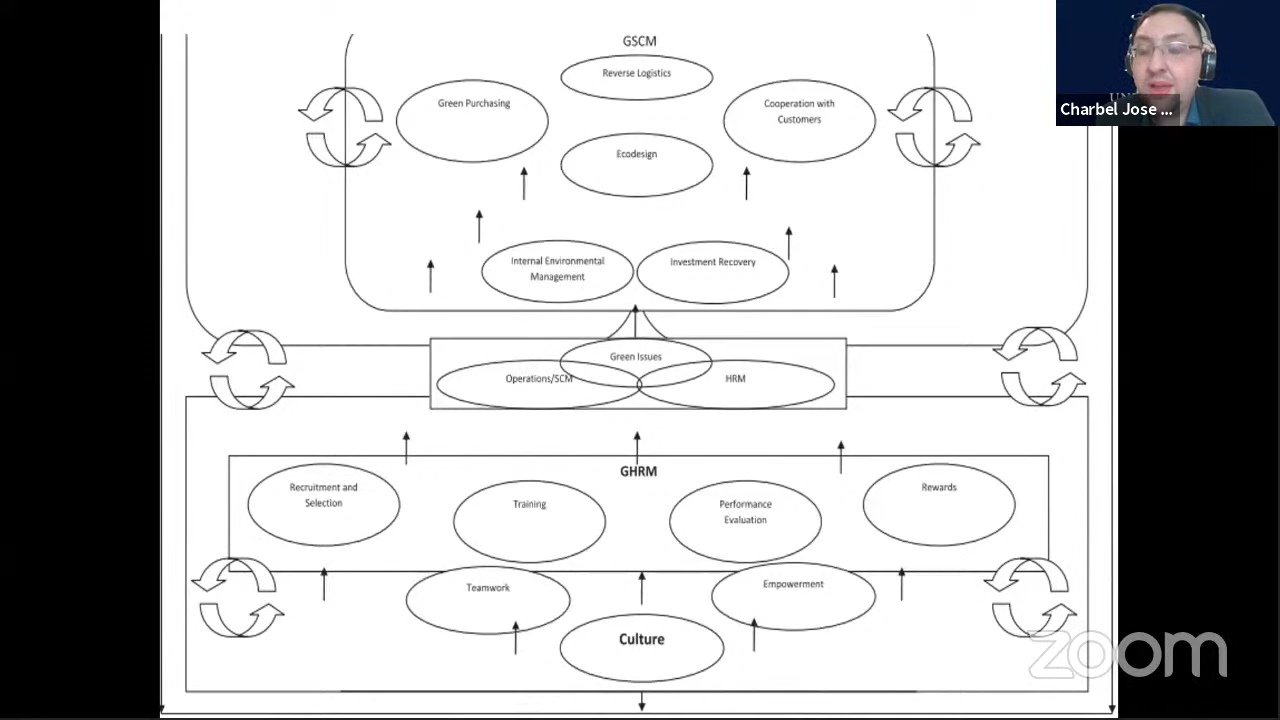 GSCM
Reverse Logistics
Green Purchasing
Cooperation with
Customers
Ecodesign
Internal Environmental
Management
Investment Recovery
Green Issues
Operations/SCM
HRM
GHRM
Recruitment and
Selection
Training
Performance
Evaluation
Rewards
Teamwork
Empowerment
Culture
Charbel Jose ...
zoom